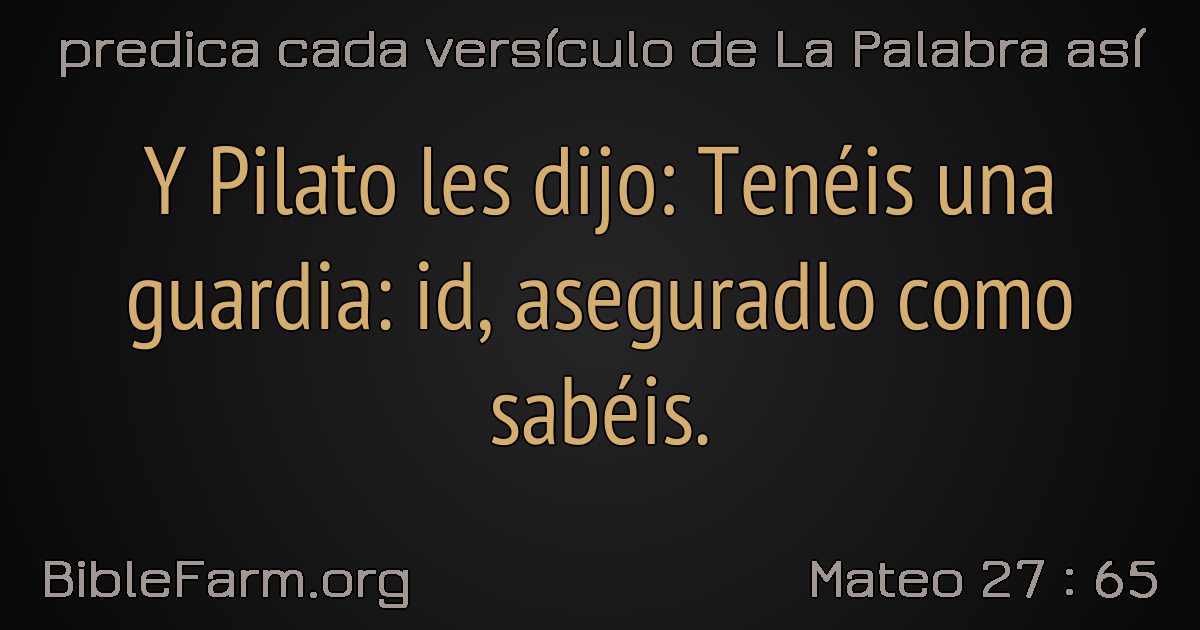 predica cada versículo de La Palabra así
Y Pilato les dijo: Tenéis una
guardia: id, aseguradlo como
sabéis.
BibleFarm.org
Mateo 27 : 65